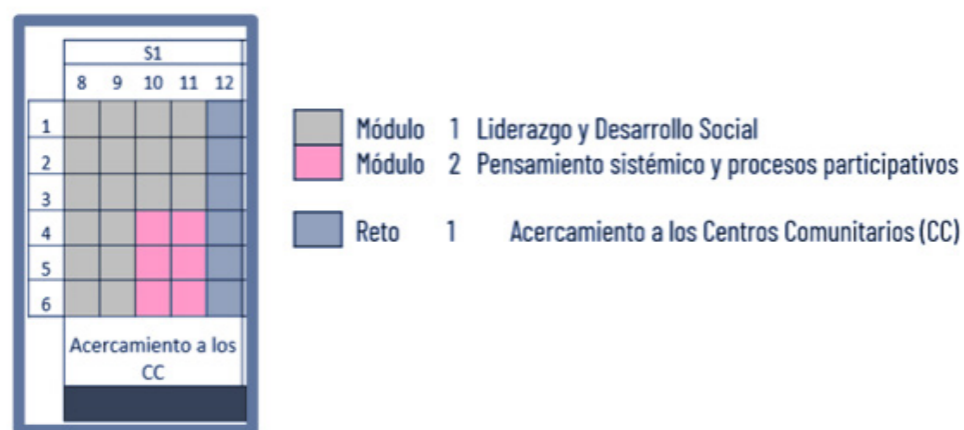 S1
8 9 10 11 12
1
2
3
4
5
6
Acercamiento a los
CC
Módulo 1 Liderazgo y Desarrollo Social
Módulo 2 Pensamiento sistémico y procesos participativos
Reto 1 Acercamiento a los Centros Comunitarios (CC)